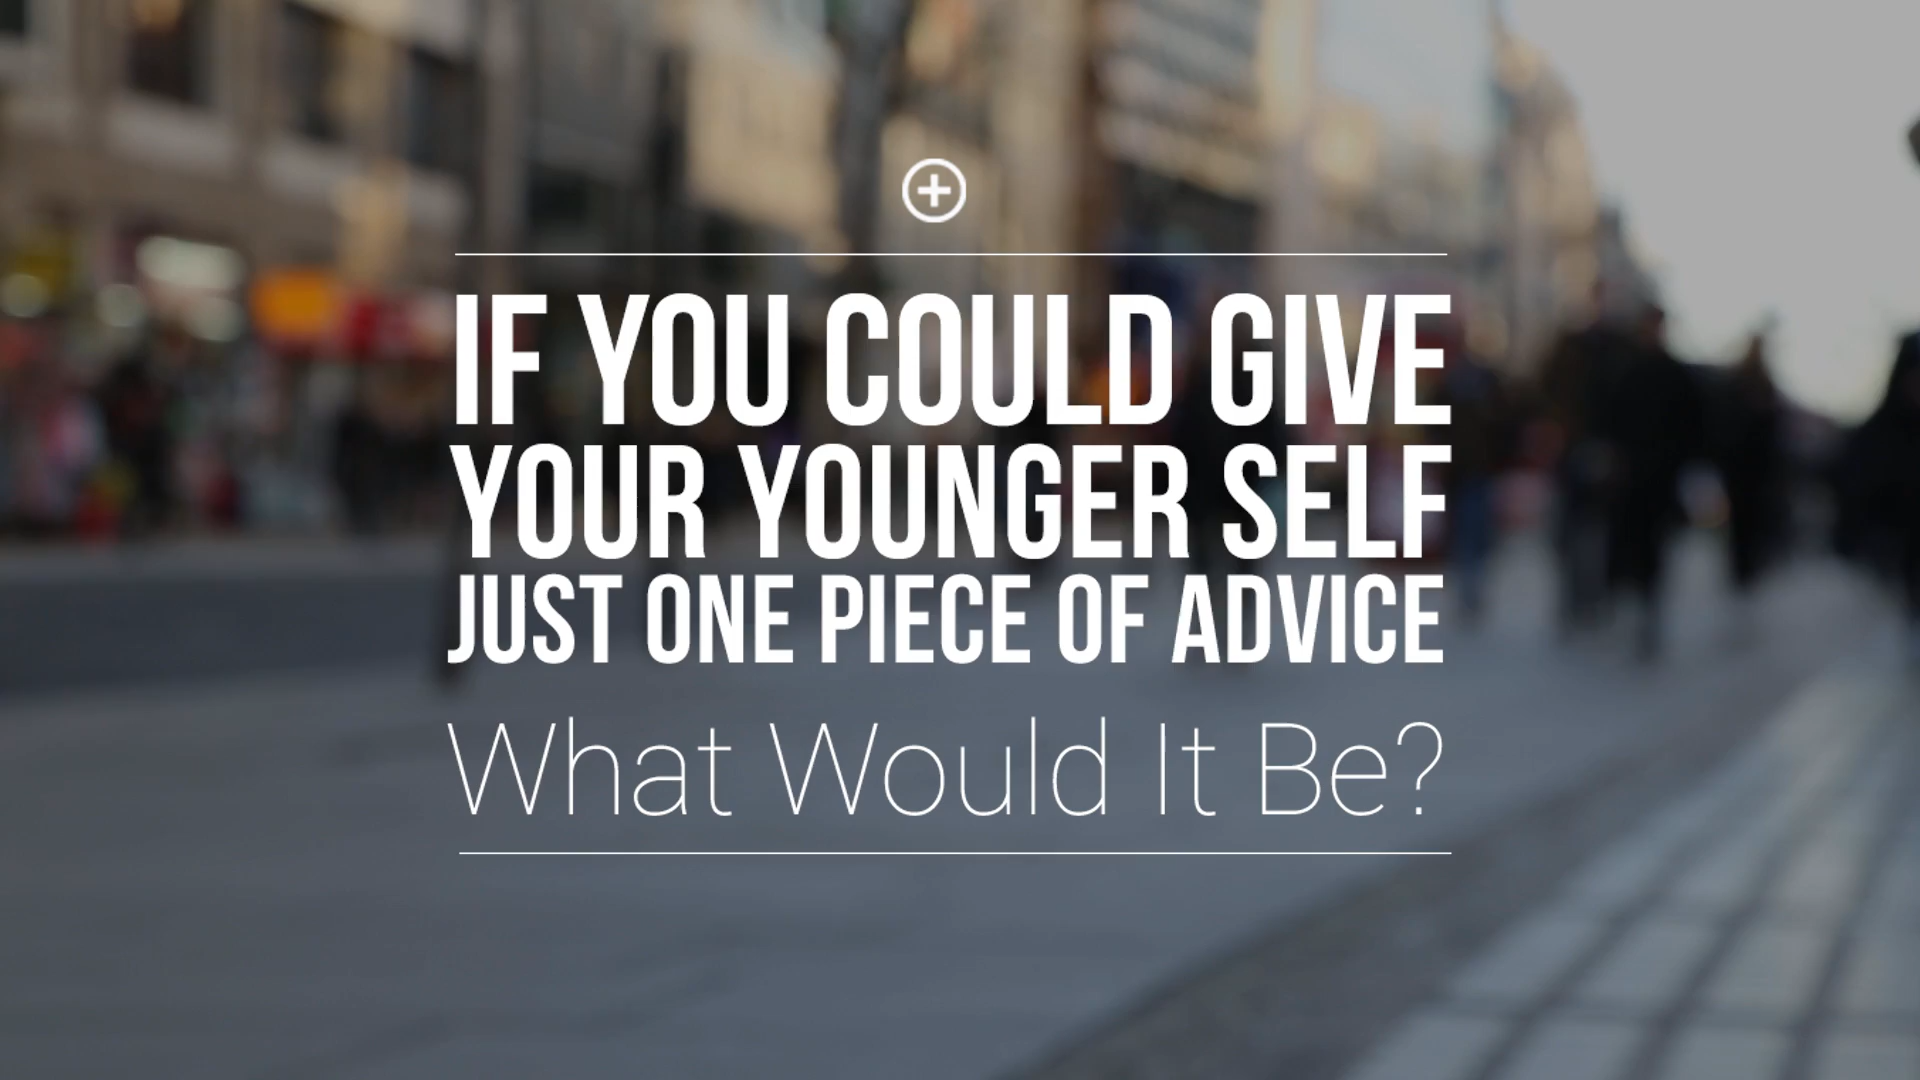 IF YOU COULD GIVE
YOUR YOUNGER SELF
JUST ONE PIECE OF ADVICE
What Would It Be?